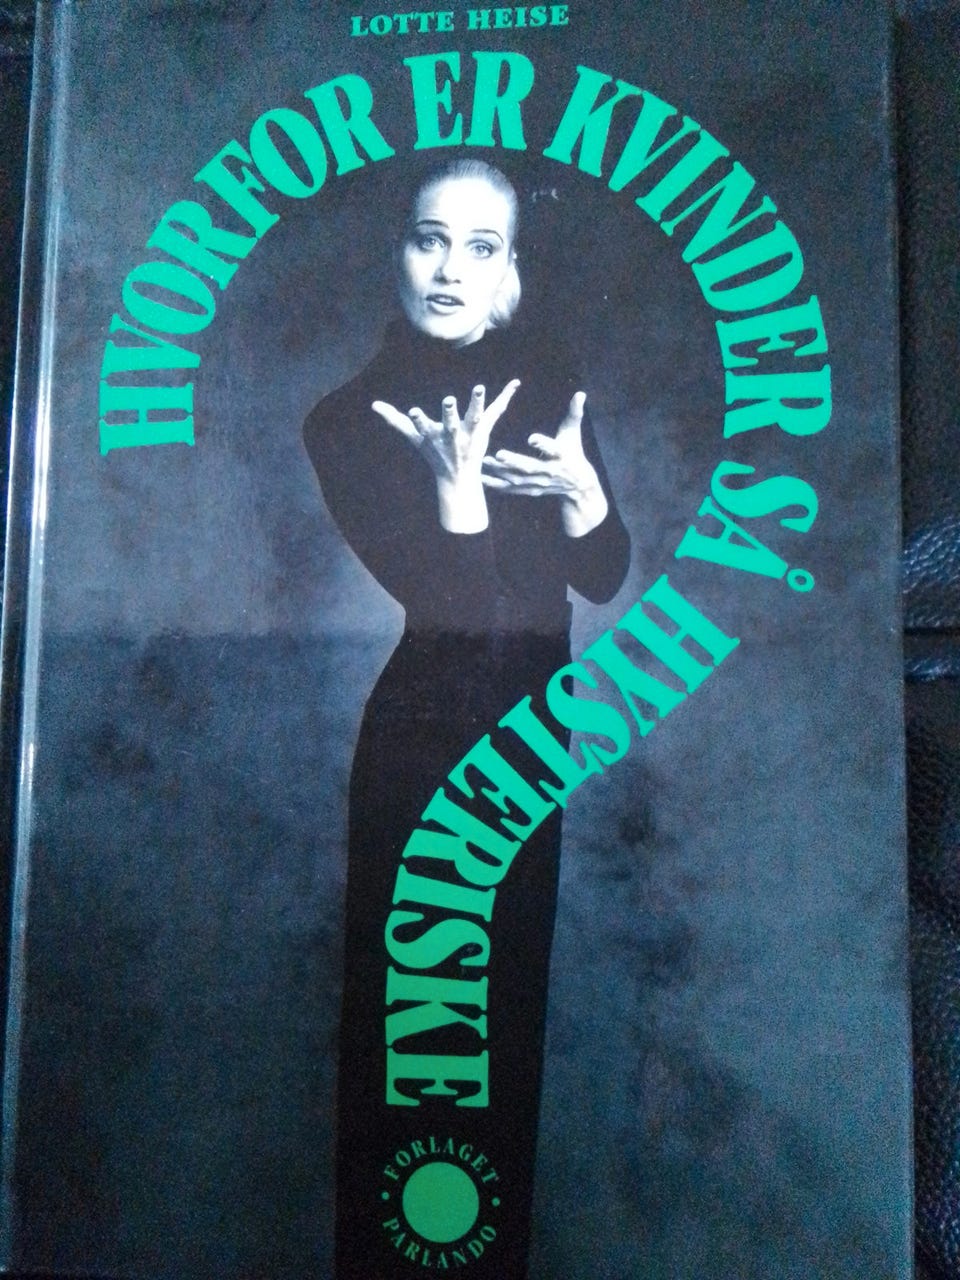 LOTTE HEISE
HVORFOR ER KVINDER SÅ HYSTERISKE
• FORLAGET •
PARLANDO